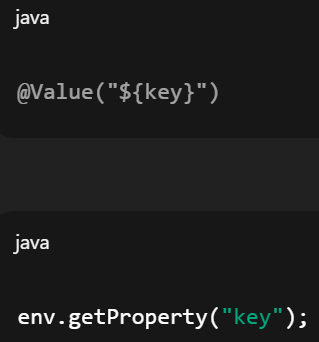 java
@Value("${key}")
java
env.getProperty("key");